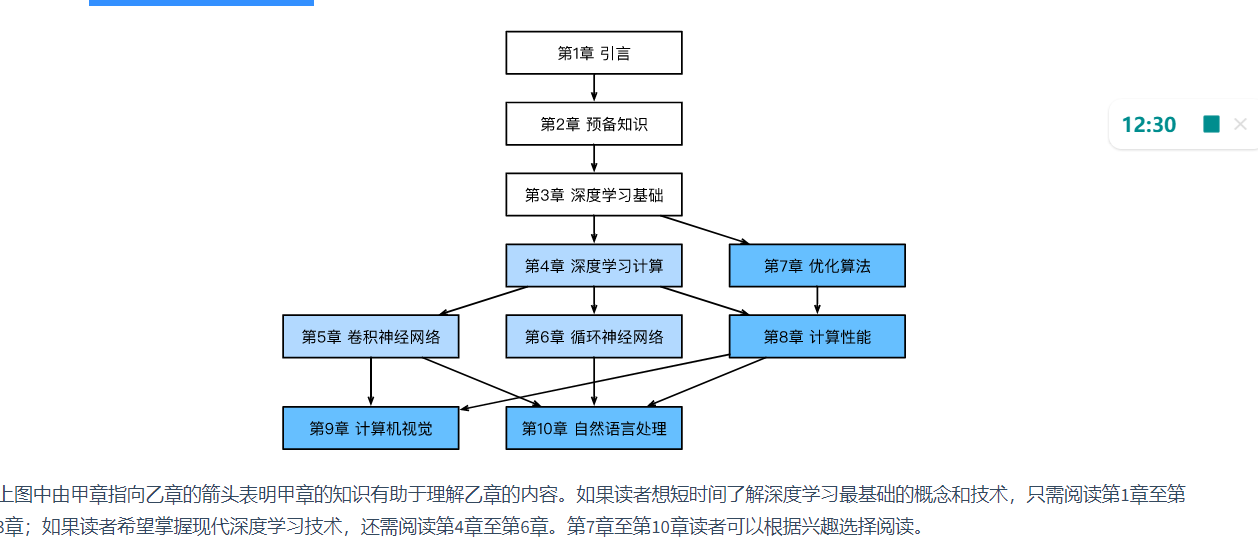 第1章 引言
第2章 预备知识
12:30
第3章 深度学习基础
第4章 深度学习计算
第7章 优化算法
第5章 卷积神经网络
第6章 循环神经网络
第8章 计算性能
第9章 计算机视觉
第10章 自然语言处理
上图中由甲章指向乙章的箭头表明甲章的知识有助于理解乙章的内容。如果读者想短时间了解深度学习最基础的概念和技术，只需阅读第1章至第
3章；如果读者希望掌握现代深度学习技术，还需阅读第4章至第6章。第7章至第10章读者可以根据兴趣选择阅读。